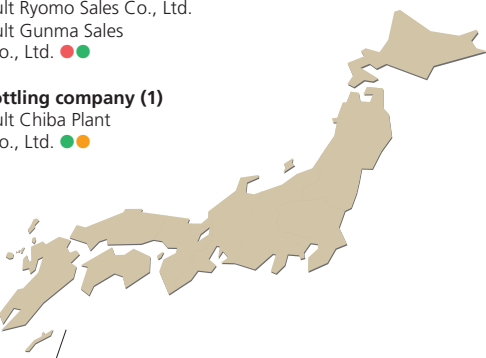 ult Ryomo Sales Co., Ltd.
ult Gunma Sales
o., Ltd.
ottling company (1)
ult Chiba Plant
o., Ltd.